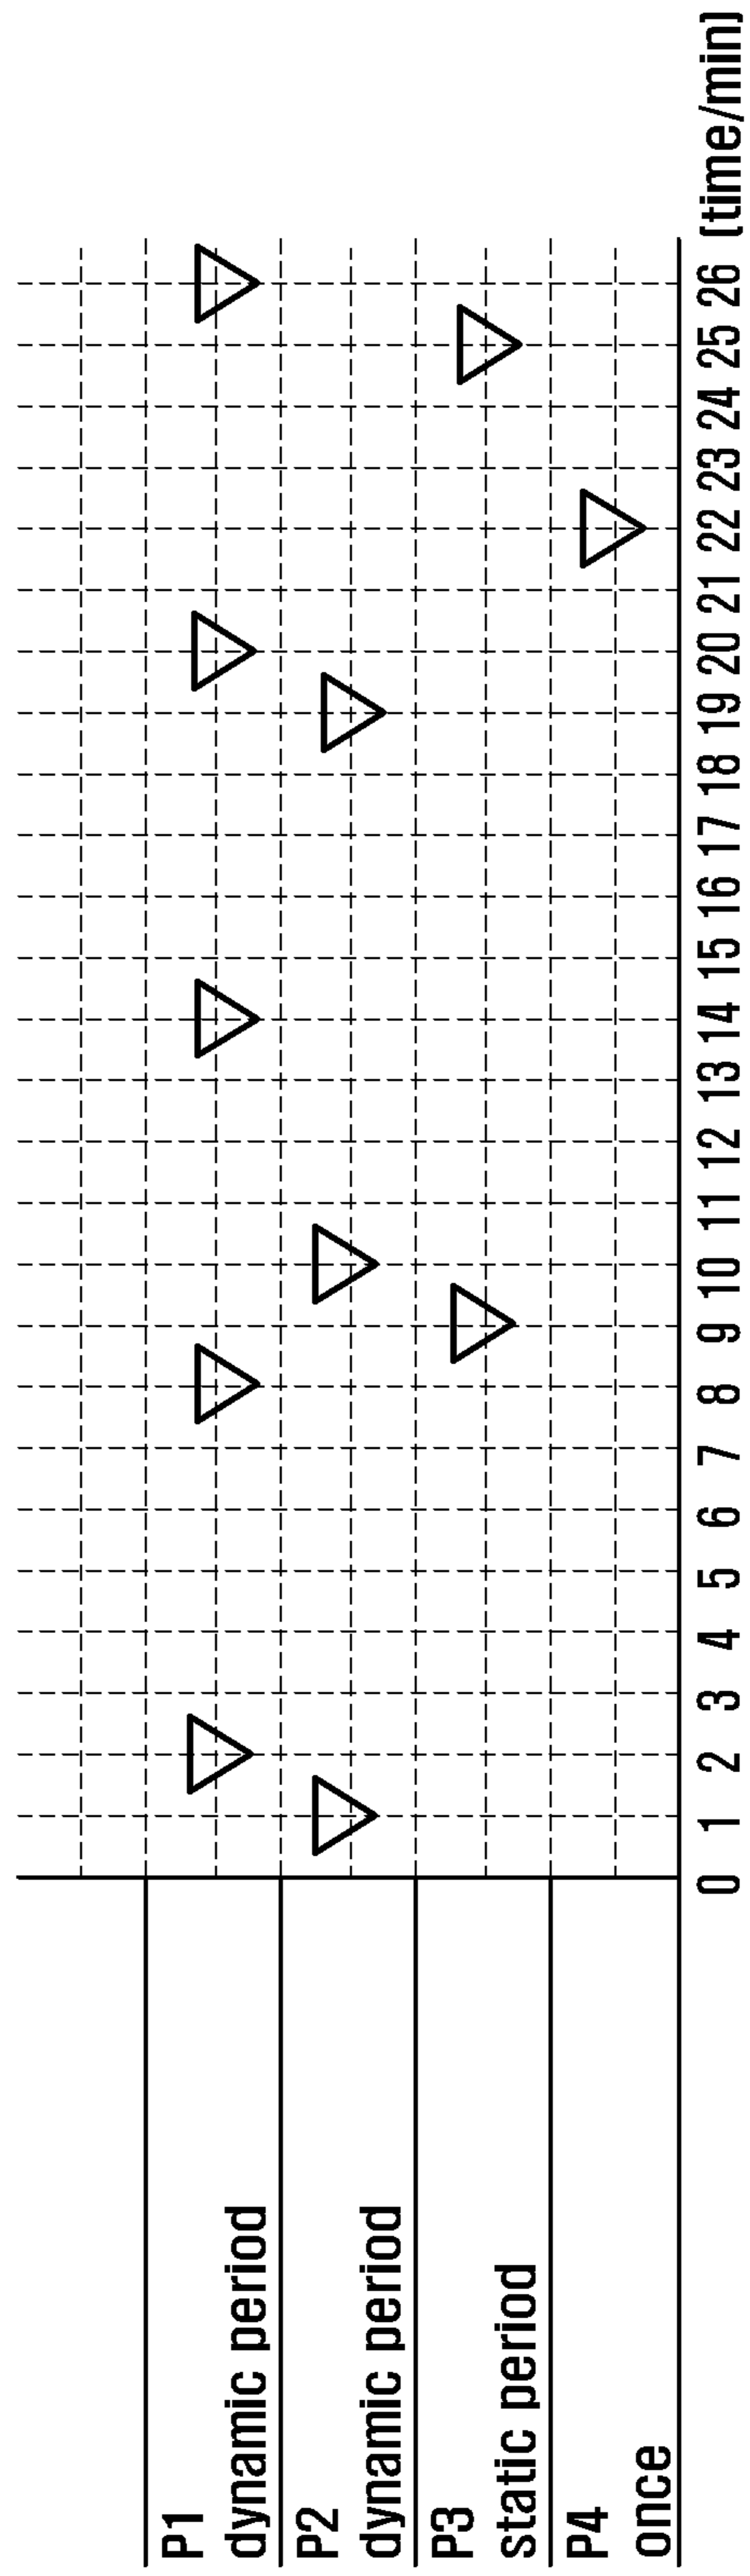 P1
dynamic period
P2
dynamic period
P3
static period
P4
once
0 1 2 3 4 5 6 7 8 9 10 11 12 13 14 15 16 17 18 19 20 21 22 23 24 25 26 (time/min)